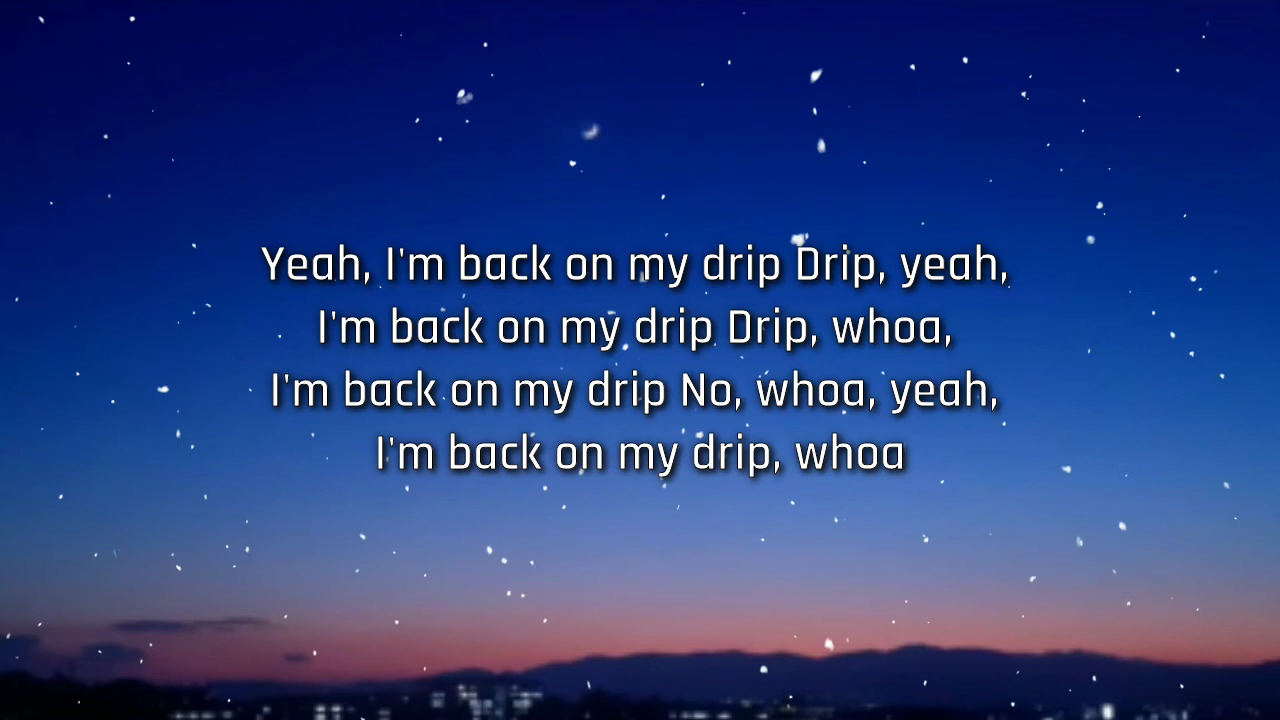 Yeah, I'm back on my drip Drip, yeah,
I'm back on my drip Drip, whoa,
I'm back on my drip No, whoa, yeah,
I'm back on my drip, whoa